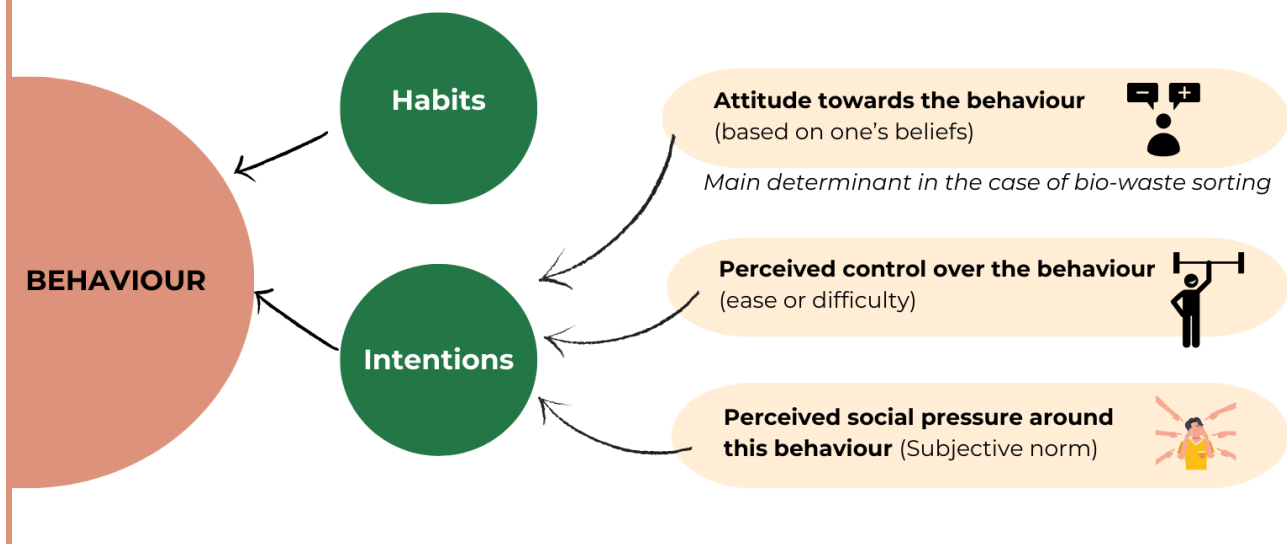 Habits
Attitude towards the behaviour
(based on one's beliefs)
Main determinant in the case of bio-waste sorting
BEHAVIOUR
Perceived control over the behaviour
(ease or difficulty)
Intentions
Perceived social pressure around
this behaviour (Subjective norm)